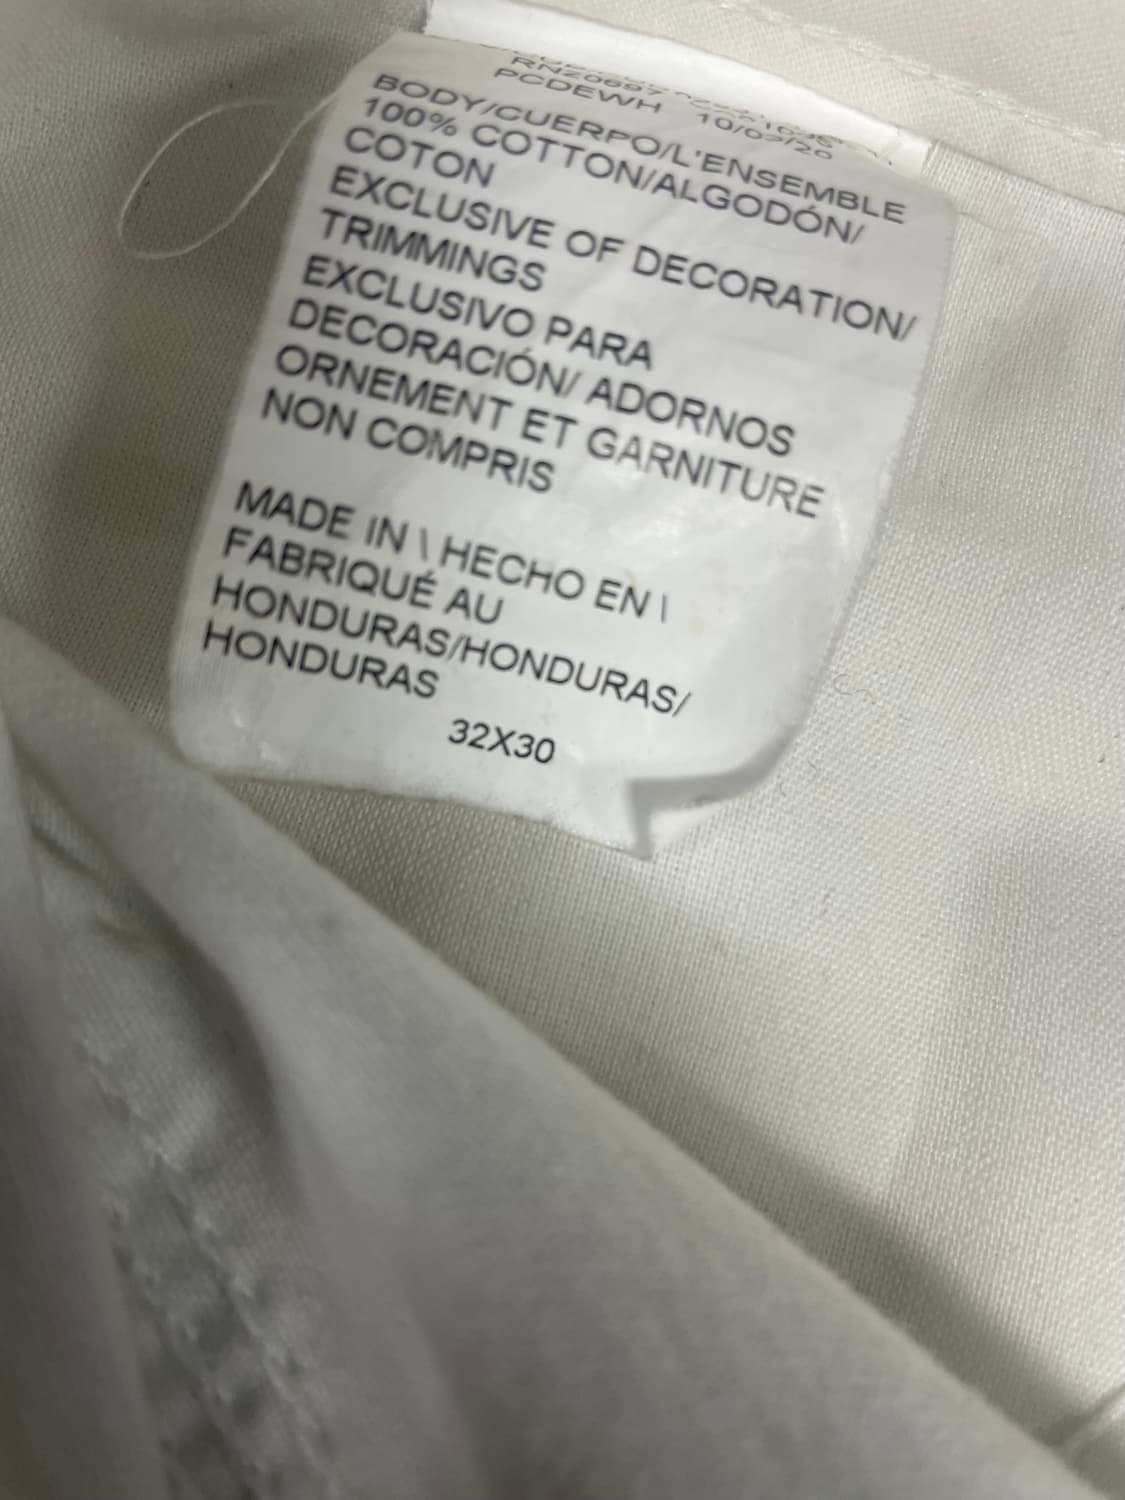 PCDEWH
BODY/CUERPO/L'ENSEMBLE
100% COTTON/ALGODÓN/
COTON
EXCLUSIVE OF DECORATION/
TRIMMINGS
EXCLUSIVO PARA
DECORACIÓN/ ADORNOS
ORNEMENT ET GARNITURE
NON COMPRIS
MADE IN \ HECHO EN \
FABRIQUÉ AU
HONDURAS/HONDURAS/
HONDURAS
32X30